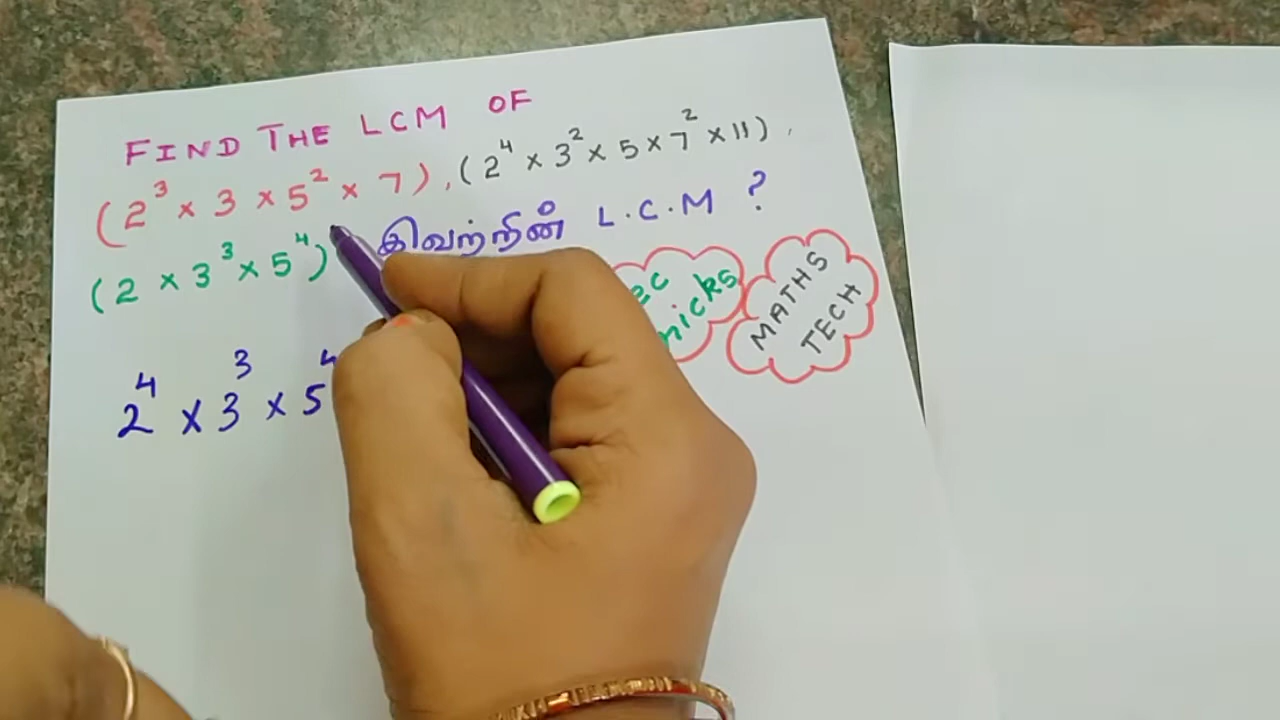 FIND THE LCM OF
(2³ × 3 × 5² × 7), (2⁴ × 3² × 5 × 7² × 11),
(2 × 3³ × 5⁴) இவற்றின் L.C.M ?
MATHS
TECH
2⁴ × 3³ × 5⁴